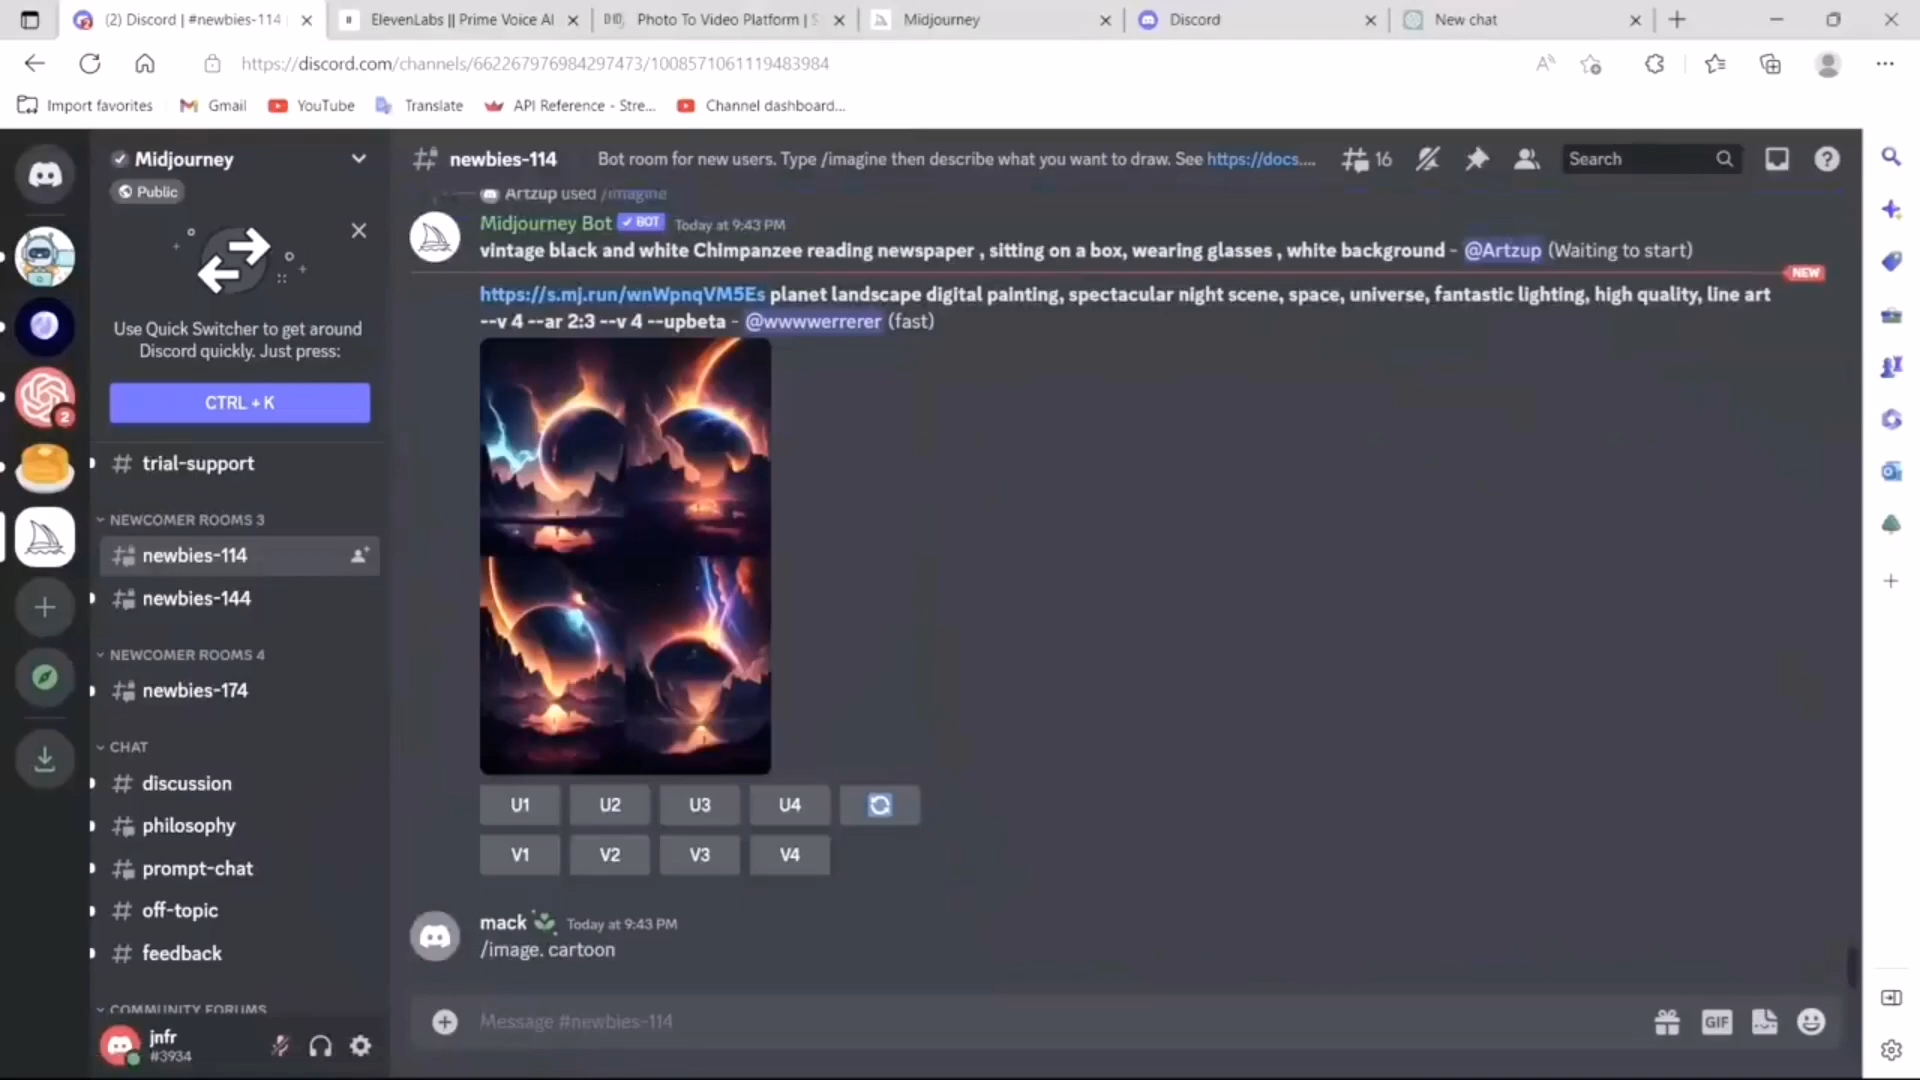 (2) Discord | #newbies-114
ElevenLabs || Prime Voice AI
Photo To Video Platform | S
Midjourney
Discord
New chat
https://discord.com/channels/662267976984297473/1008571061119483984
Import favorites
Gmail
YouTube
Translate
API Reference - Stre...
Channel dashboard...
Midjourney
Public
Use Quick Switcher to get around
Discord quickly. Just press:
CTRL + K
trial-support
NEWCOMER ROOMS 3
newbies-114
newbies-144
NEWCOMER ROOMS 4
newbies-174
CHAT
discussion
philosophy
prompt-chat
off-topic
feedback
COMMUNITY FORUMS
jnfr
#3934
2
newbies-114
Bot room for new users. Type /imagine then describe what you want to draw. See https://docs....
16
Search
Artzup used /imagine
Midjourney Bot BOT Today at 9:43 PM
vintage black and white Chimpanzee reading newspaper , sitting on a box, wearing glasses , white background - @Artzup (Waiting to start)
NEW
https://s.mj.run/wnWpnqVM5Es planet landscape digital painting, spectacular night scene, space, universe, fantastic lighting, high quality, line art
--v 4 --ar 2:3 --v 4 --upbeta - @wwwwerrerer (fast)
U1 U2 U3 U4
V1 V2 V3 V4
mack Today at 9:43 PM
/image. cartoon
Message #newbies-114
GIF